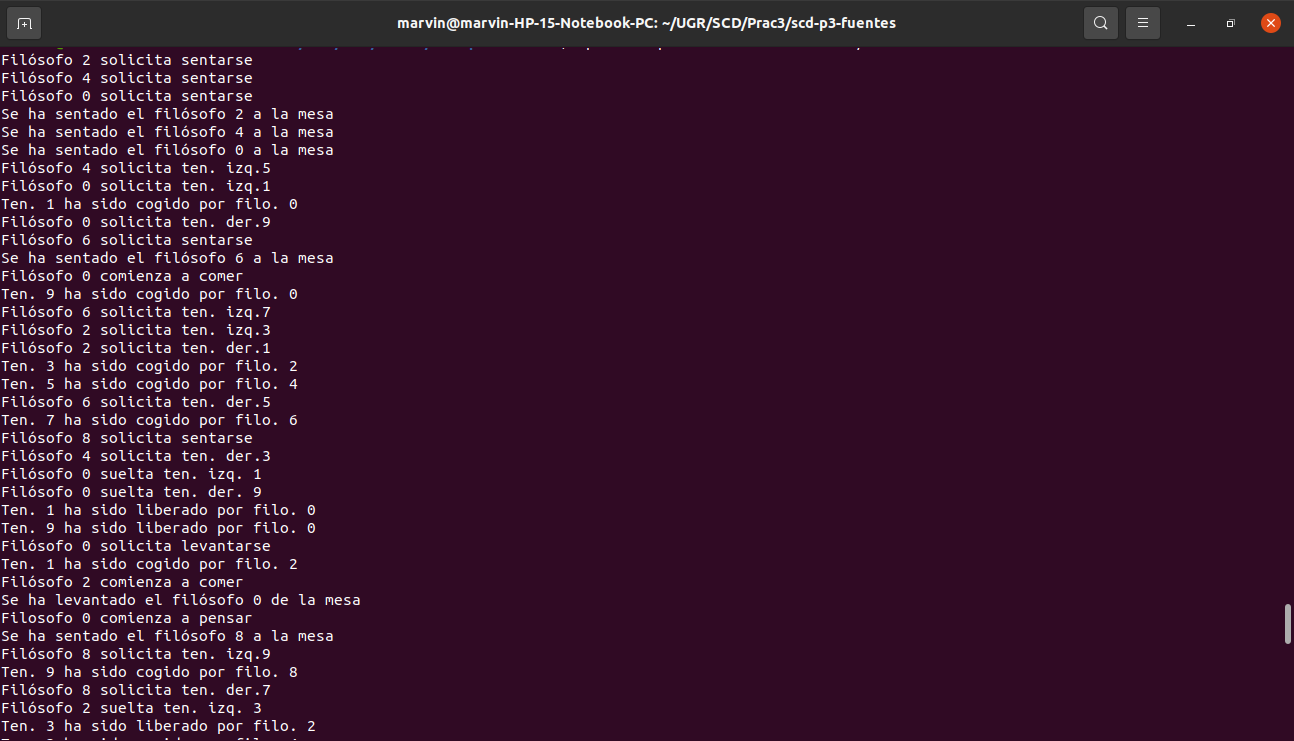 marvin@marvin-HP-15-Notebook-PC: ~/UGR/SCD/Prac3/scd-p3-fuentes
Filósofo 2 solicita sentarse
Filósofo 4 solicita sentarse
Filósofo 0 solicita sentarse
Se ha sentado el filósofo 2 a la mesa
Se ha sentado el filósofo 4 a la mesa
Se ha sentado el filósofo 0 a la mesa
Filósofo 4 solicita ten. izq.5
Filósofo 0 solicita ten. izq.1
Ten. 1 ha sido cogido por filo. 0
Filósofo 0 solicita ten. der.9
Filósofo 6 solicita sentarse
Se ha sentado el filósofo 6 a la mesa
Filósofo 0 comienza a comer
Ten. 9 ha sido cogido por filo. 0
Filósofo 6 solicita ten. izq.7
Filósofo 2 solicita ten. izq.3
Filósofo 2 solicita ten. der.1
Ten. 3 ha sido cogido por filo. 2
Ten. 5 ha sido cogido por filo. 4
Filósofo 6 solicita ten. der.5
Ten. 7 ha sido cogido por filo. 6
Filósofo 8 solicita sentarse
Filósofo 4 solicita ten. der.3
Filósofo 0 suelta ten. izq. 1
Filósofo 0 suelta ten. der. 9
Ten. 1 ha sido liberado por filo. 0
Ten. 9 ha sido liberado por filo. 0
Filósofo 0 solicita levantarse
Ten. 1 ha sido cogido por filo. 2
Filósofo 2 comienza a comer
Se ha levantado el filósofo 0 de la mesa
Filosofo 0 comienza a pensar
Se ha sentado el filósofo 8 a la mesa
Filósofo 8 solicita ten. izq.9
Ten. 9 ha sido cogido por filo. 8
Filósofo 8 solicita ten. der.7
Filósofo 2 suelta ten. izq. 3
Ten. 3 ha sido liberado por filo. 2